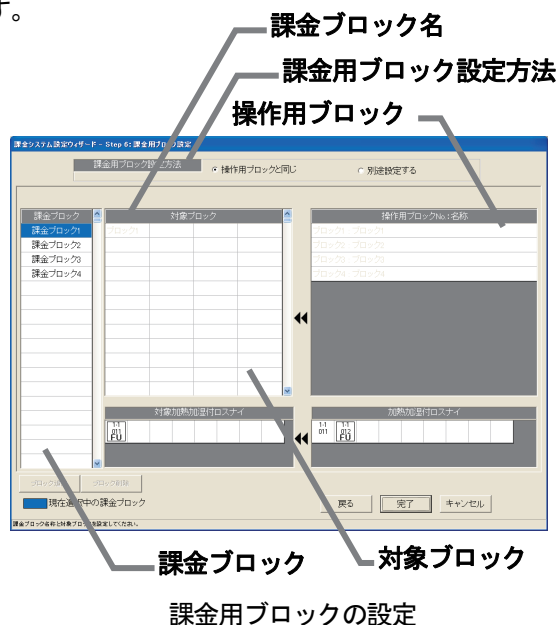 す。
課金ブロック名
課金用ブロック設定方法
操作用ブロック
課金システム設定ウィザード - Step 6: 課金用ブロック設定
課金用ブロック設定方法
操作用ブロックと同じ
別途設定する
課金ブロック
対象ブロック
操作用ブロックNo.:名称
課金ブロック1
課金ブロック2
課金ブロック3
課金ブロック4
ブロック1
ブロック1 : ブロック1
ブロック2 : ブロック2
ブロック3 : ブロック3
ブロック4 : ブロック4
対象加熱加湿付ロスナイ
加熱加湿付ロスナイ
1-1
011
FU
1-1
011
1-1
012
FU
ブロック削除
現在選択中の課金ブロック
戻る
完了
キャンセル
課金ブロック名称と対象ブロックを設定してください。
課金ブロック
対象ブロック
課金用ブロックの設定